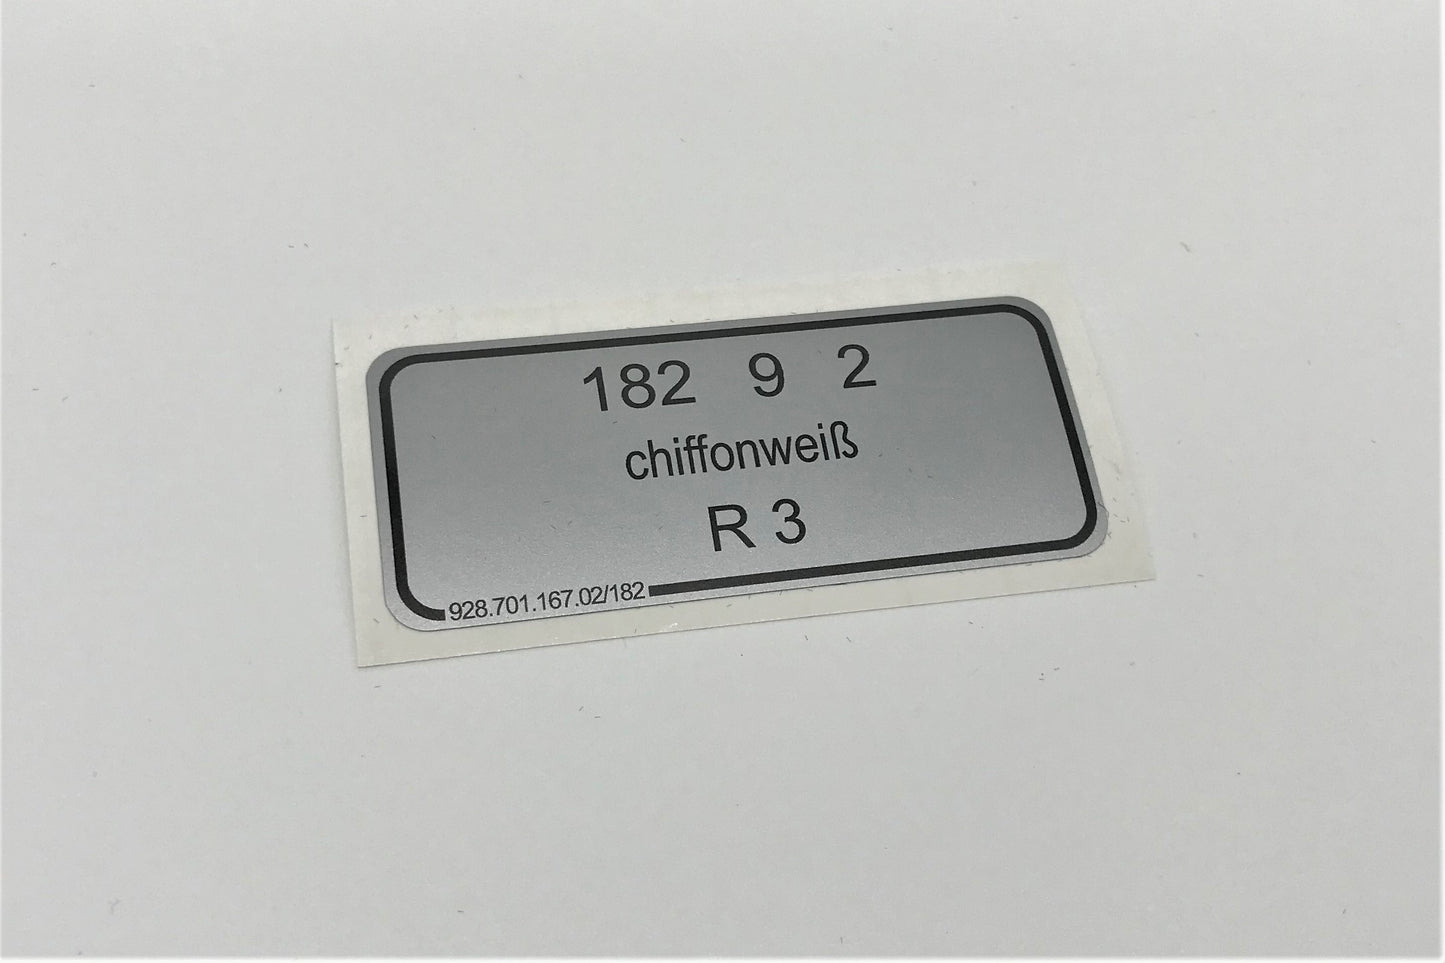 182 9 2
chiffonweiß
R 3
928.701.167.02/182